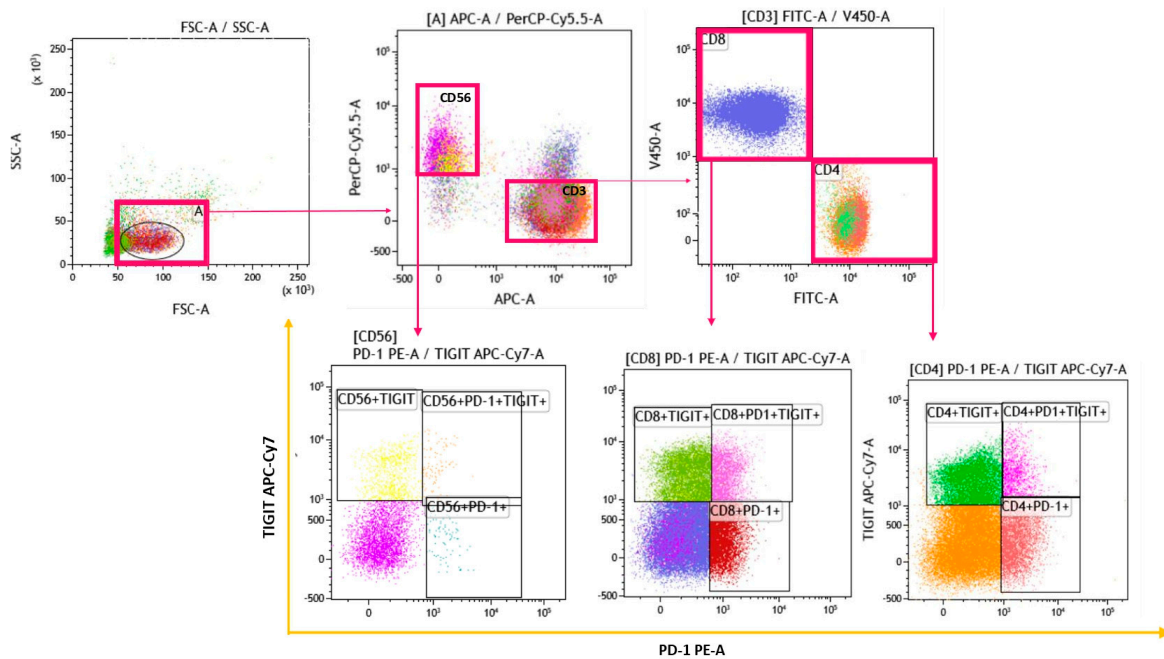 FSC-A / SSC-A
250
200
150
100
50
0
(x 10³)
SSC-A
A
0 50 100 150 200 250
(x 10³)
FSC-A
[A] APC-A / PerCP-Cy5.5-A
10⁵
10⁴
10³
0
-500
PerCP-Cy5.5-A
CD56
CD3
-500 0 10³ 10⁴ 10⁵
APC-A
[CD3] FITC-A / V450-A
10⁵
10⁴
10³
10²
0
V450-A
CD8
CD4
10² 10³ 10⁴ 10⁵
FITC-A
[CD56]
PD-1 PE-A / TIGIT APC-Cy7-A
10⁵
10⁴
10³
500
0
-500
CD56+TIGIT
CD56+PD-1+TIGIT+
CD56+PD-1+
0 10³ 10⁴ 10⁵
[CD8] PD-1 PE-A / TIGIT APC-Cy7-A
10⁵
10⁴
10³
500
0
-500
CD8+TIGIT+
CD8+PD1+TIGIT+
CD8+PD-1+
0 10³ 10⁴ 10⁵
[CD4] PD-1 PE-A / TIGIT APC-Cy7-A
10⁵
10⁴
10³
500
0
-500
TIGIT APC-Cy7-A
CD4+TIGIT+
CD4+PD1+TIGIT+
CD4+PD-1+
0 10³ 10⁴ 10⁵
TIGIT APC-Cy7
PD-1 PE-A